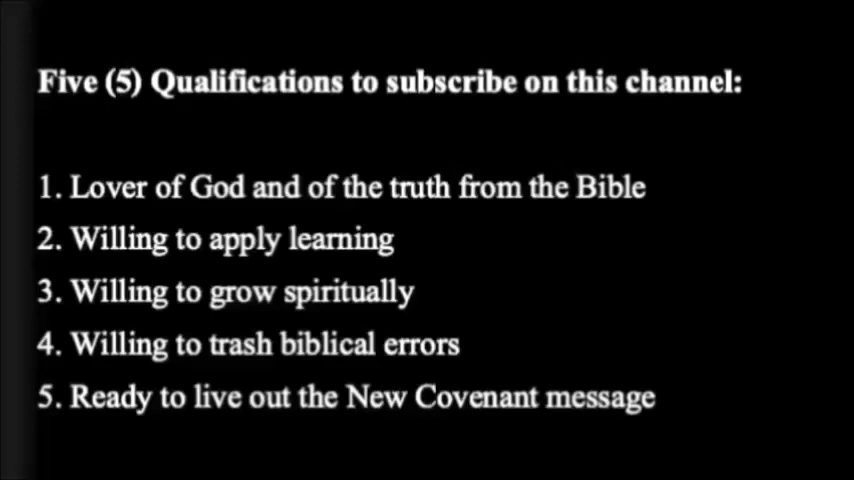 Five (5) Qualifications to subscribe on this channel:
1. Lover of God and of the truth from the Bible
2. Willing to apply learning
3. Willing to grow spiritually
4. Willing to trash biblical errors
5. Ready to live out the New Covenant message